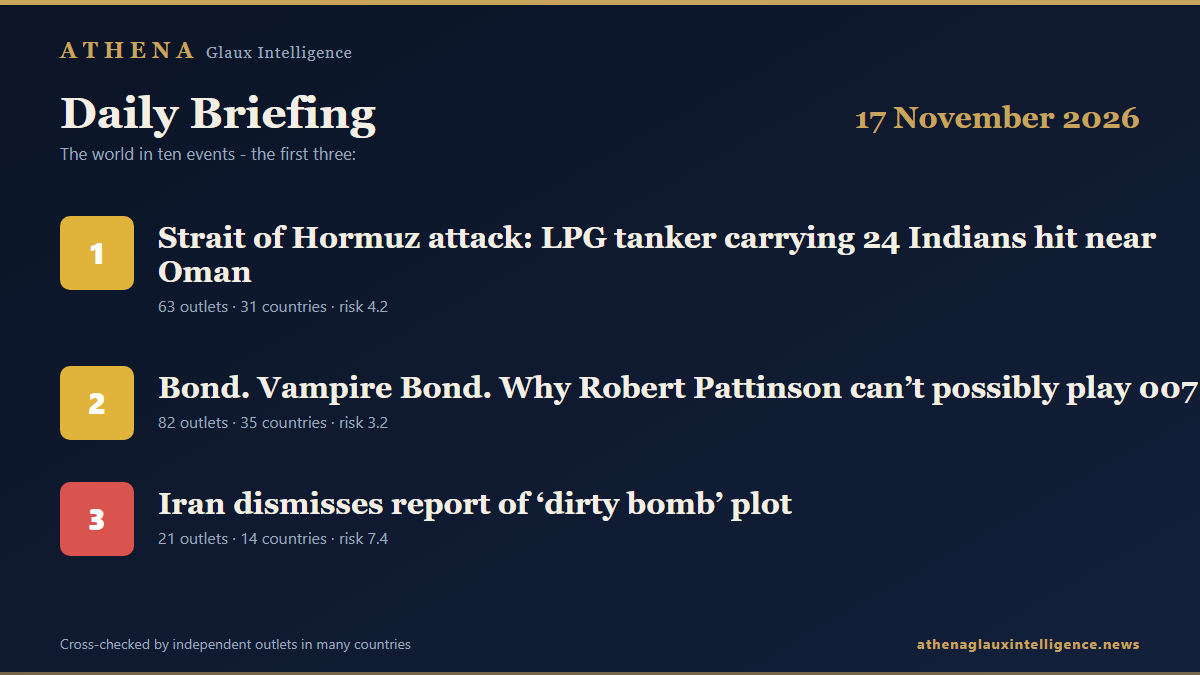 ATHENA Glaux Intelligence
Daily Briefing
17 November 2026
The world in ten events - the first three:
1
Strait of Hormuz attack: LPG tanker carrying 24 Indians hit near
Oman
63 outlets · 31 countries · risk 4.2
2
Bond. Vampire Bond. Why Robert Pattinson can’t possibly play 007
82 outlets · 35 countries · risk 3.2
3
Iran dismisses report of ‘dirty bomb’ plot
21 outlets · 14 countries · risk 7.4
Cross-checked by independent outlets in many countries
athenaglauxintelligence.news